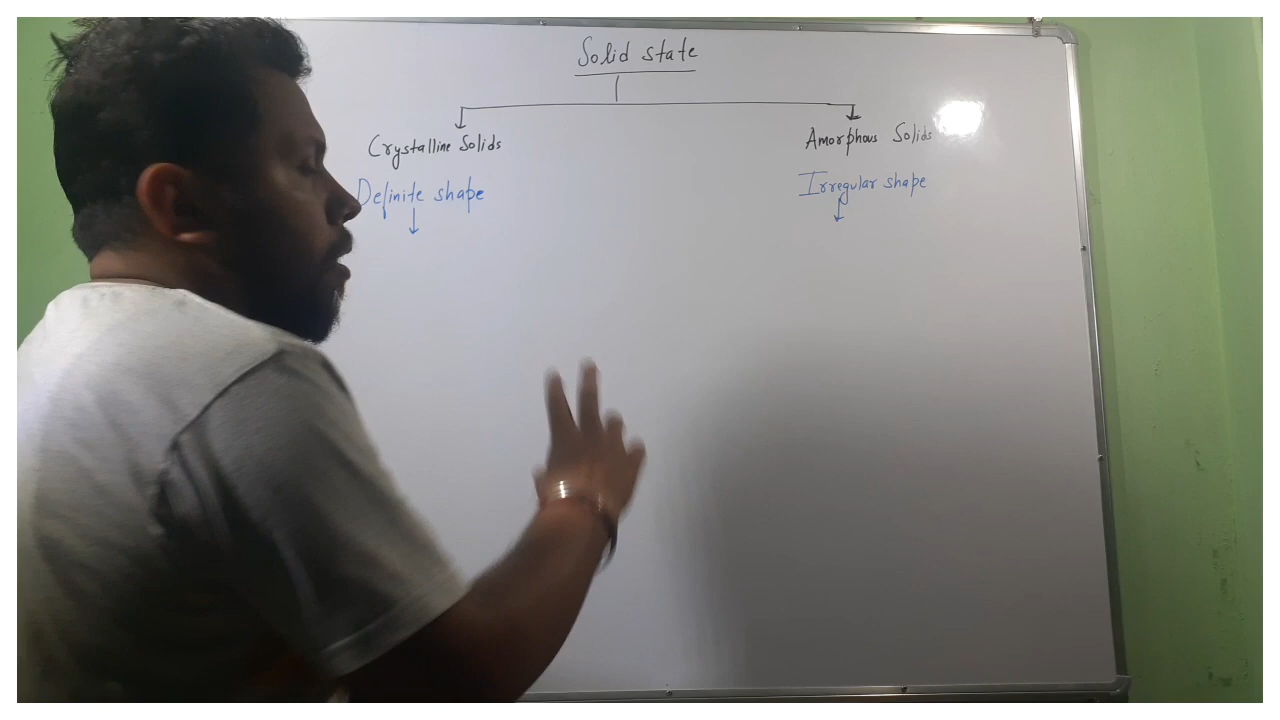 Solid state
Crystalline Solids
Amorphous Solids
Definite shape
Irregular shape